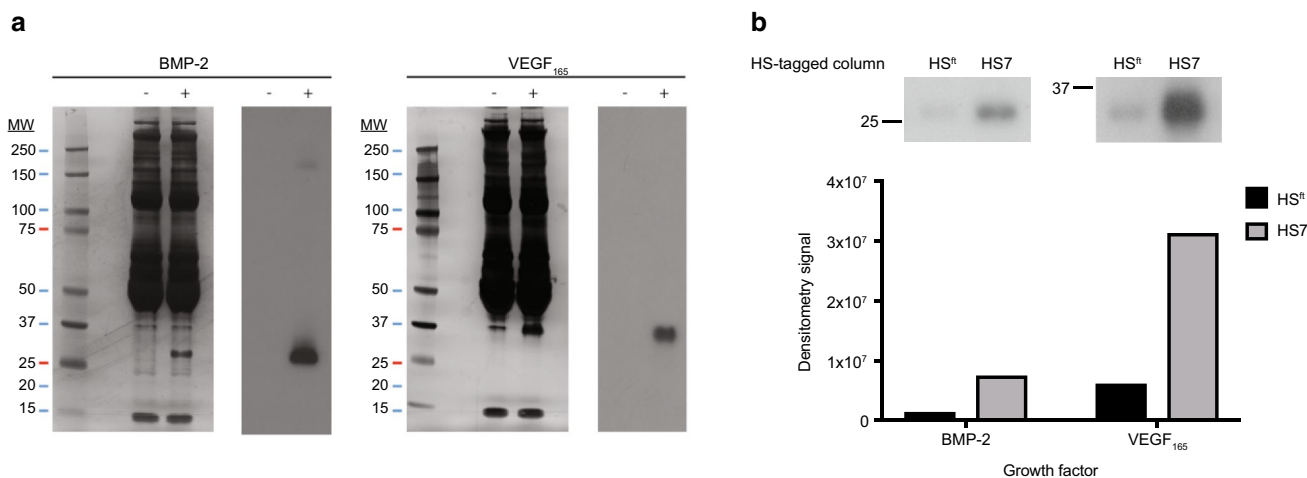 a
BMP-2
- + - +
MW
250
150
100
75
50
37
25
20
15
VEGF₁₆₅
- + - +
MW
250
150
100
75
50
37
25
20
15
b
HS-tagged column HSᶠᵗ HS7 HSᶠᵗ HS7
37
25
4x10⁷
3x10⁷
2x10⁷
1x10⁷
0
Densitometry signal
BMP-2 VEGF₁₆₅
Growth factor
HSᶠᵗ
HS7